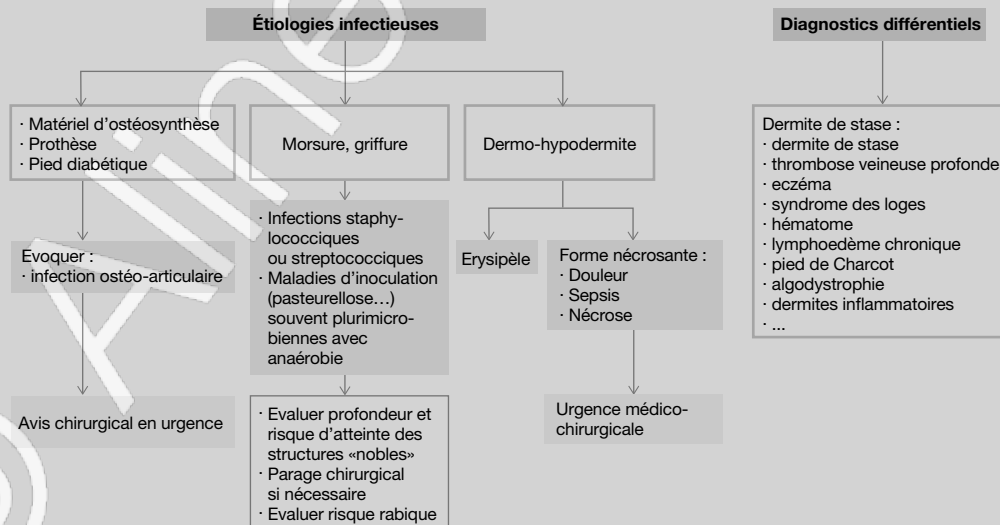 Étiologies infectieuses
· Matériel d'ostéosynthèse
· Prothèse
· Pied diabétique
Evoquer :
· infection ostéo-articulaire
Avis chirurgical en urgence
Morsure, griffure
· Infections staphy-
lococciques
ou streptococciques
· Maladies d'inoculation
(pasteurellose...)
souvent plurimicro-
biennes avec
anaérobie
· Evaluer profondeur et
risque d'atteinte des
structures «nobles»
· Parage chirurgical
si nécessaire
· Evaluer risque rabique
Dermo-hypodermite
Erysipèle
Forme nécrosante :
· Douleur
· Sepsis
· Nécrose
Urgence médico-
chirurgicale
Diagnostics différentiels
Dermite de stase :
· dermite de stase
· thrombose veineuse profonde
· eczéma
· syndrome des loges
· hématome
· lymphoedème chronique
· pied de Charcot
· algodystrophie
· dermites inflammatoires
· ...
© Aline